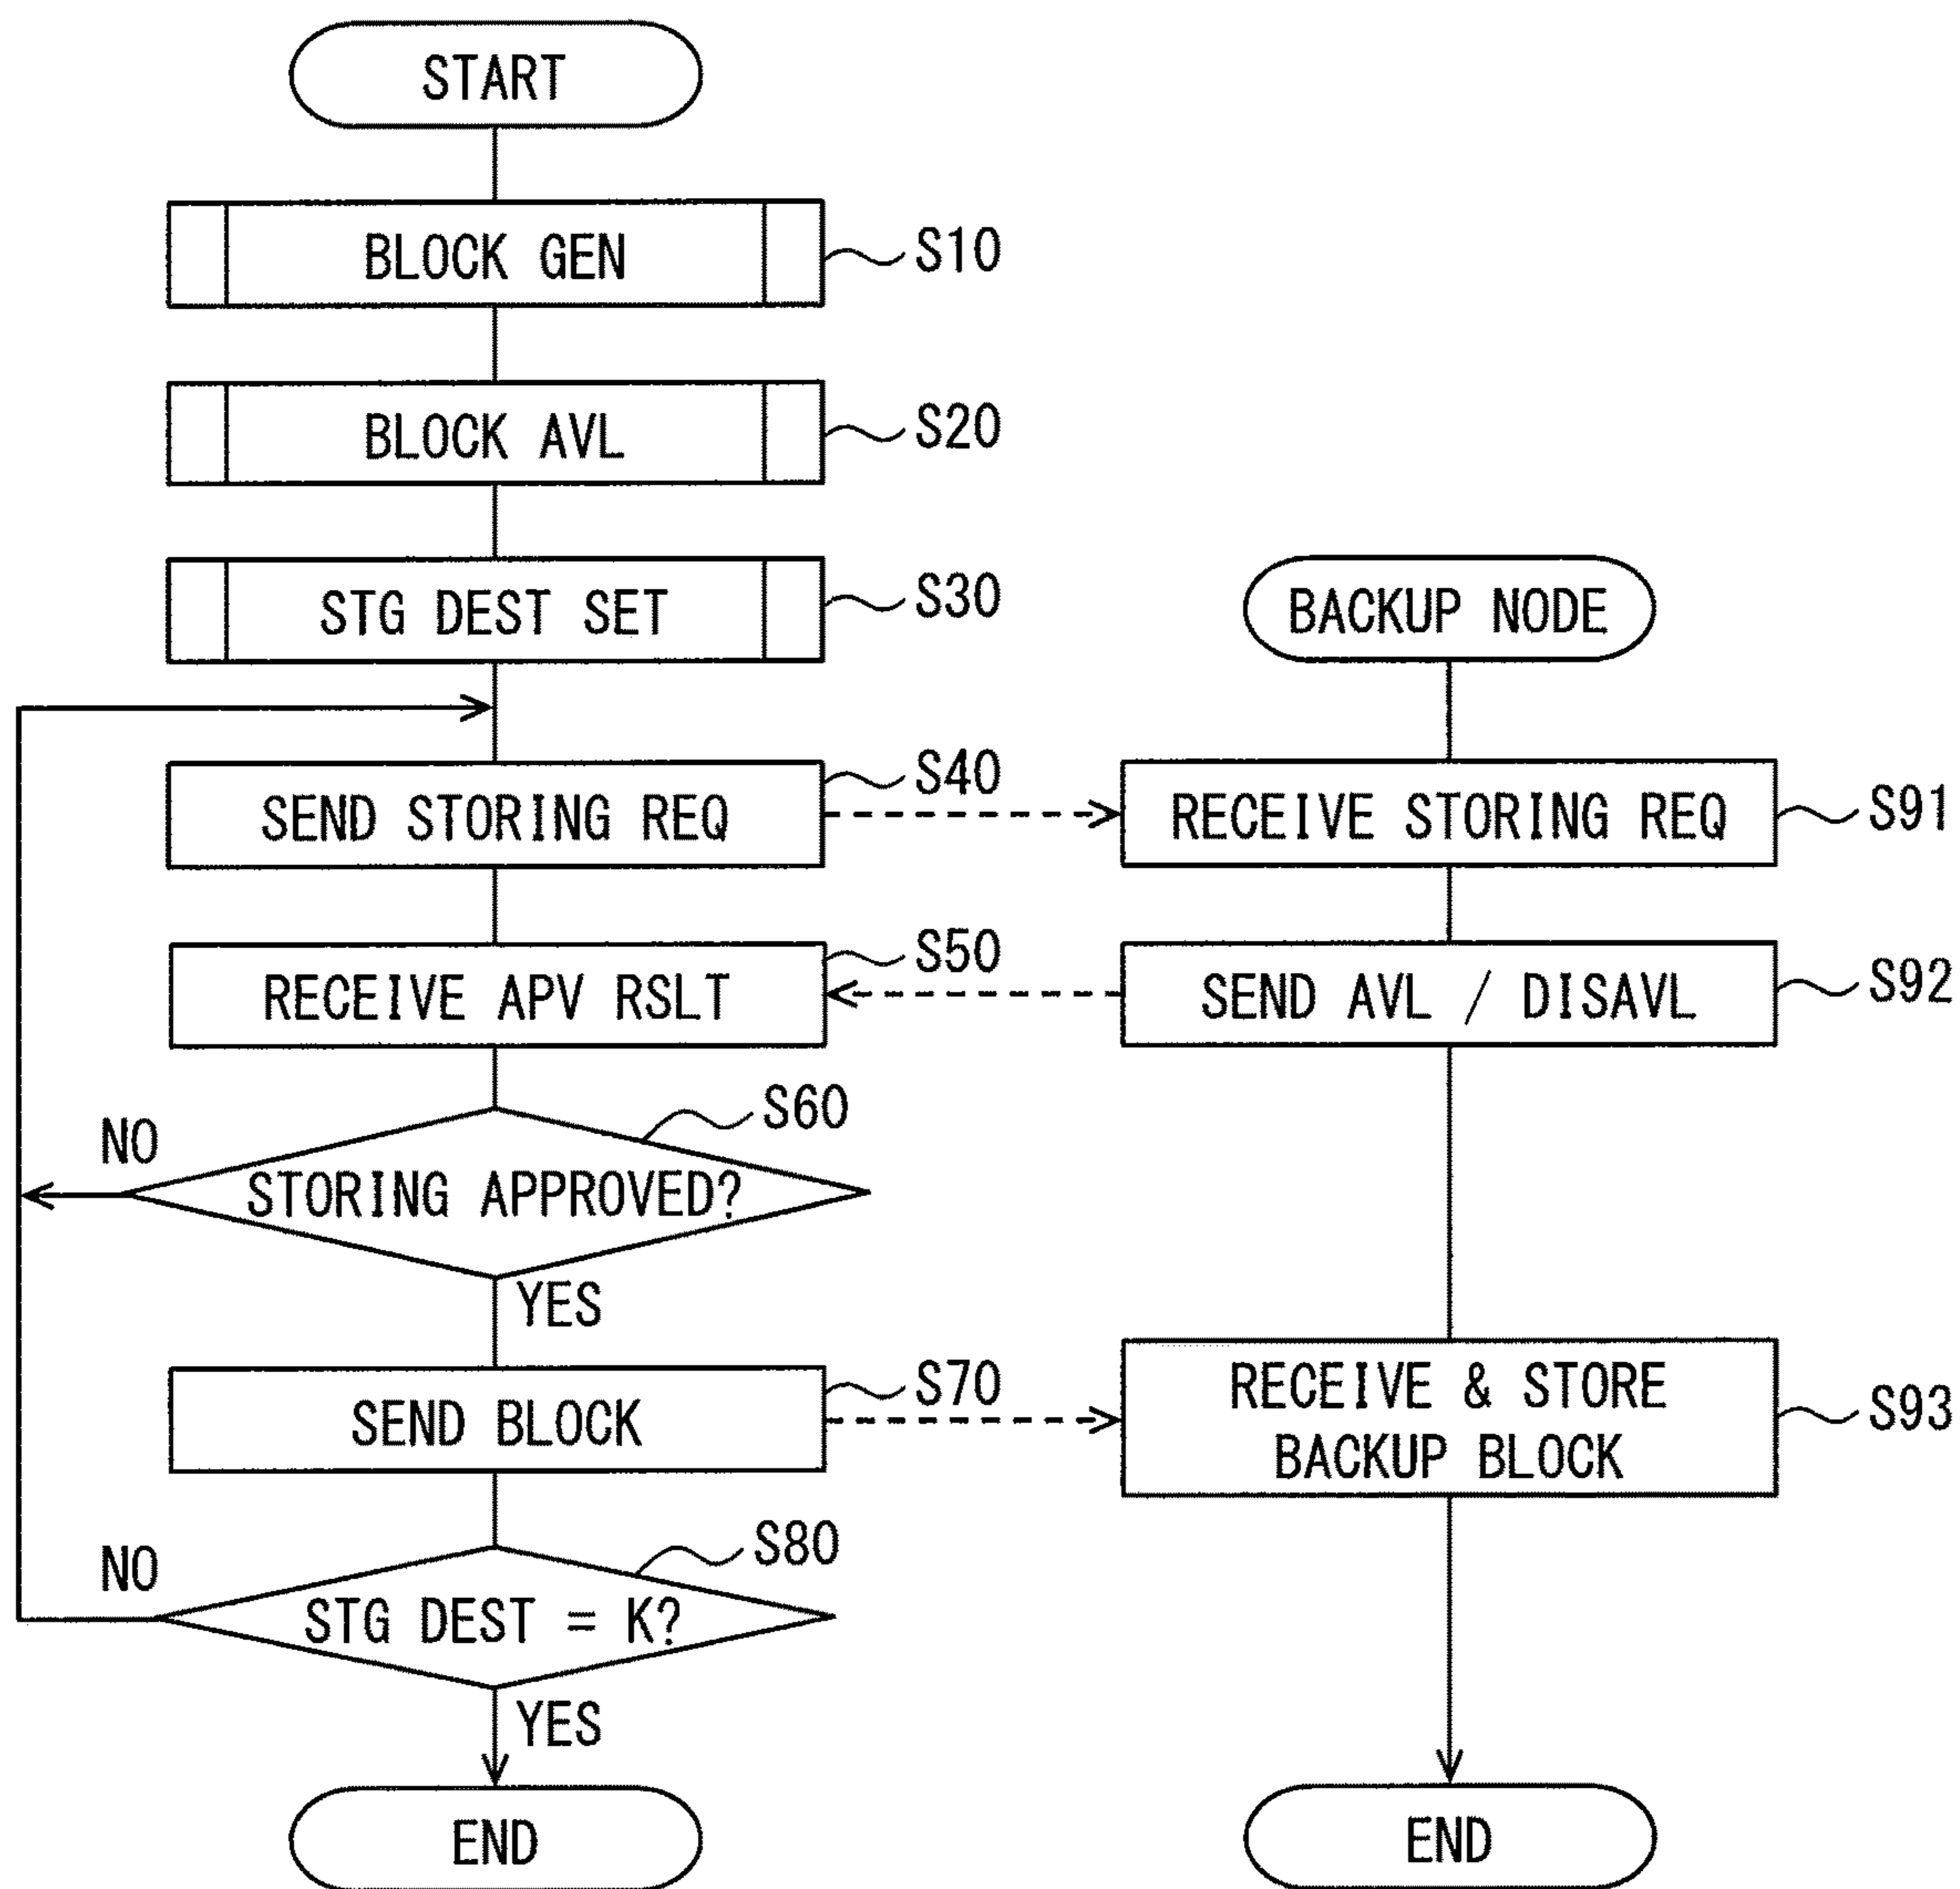 START
BLOCK GEN
S10
BLOCK AVL
S20
STG DEST SET
S30
BACKUP NODE
SEND STORING REQ
S40
RECEIVE STORING REQ
S91
RECEIVE APV RSLT
S50
SEND AVL / DISAVL
S92
S60
NO
STORING APPROVED?
YES
SEND BLOCK
S70
RECEIVE & STORE
BACKUP BLOCK
S93
S80
NO
STG DEST = K?
YES
END
END